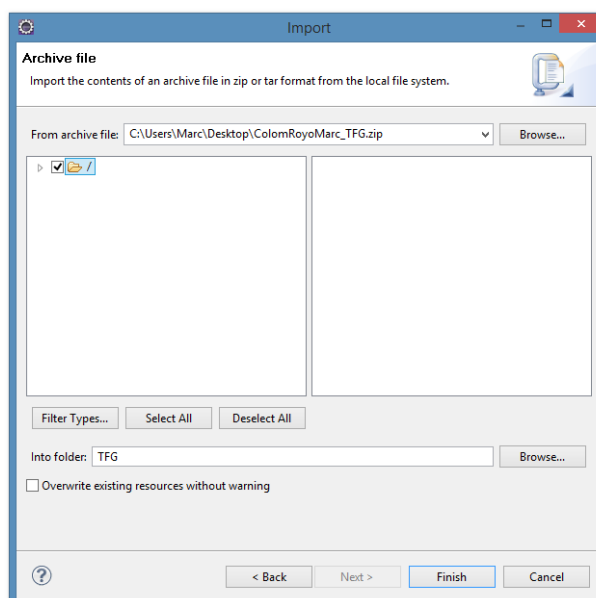 Import
Archive file
Import the contents of an archive file in zip or tar format from the local file system.
From archive file: C:\Users\Marc\Desktop\ColomRoyoMarc_TFG.zip Browse...
/
Filter Types... Select All Deselect All
Into folder: TFG Browse...
Overwrite existing resources without warning
? < Back Next > Finish Cancel